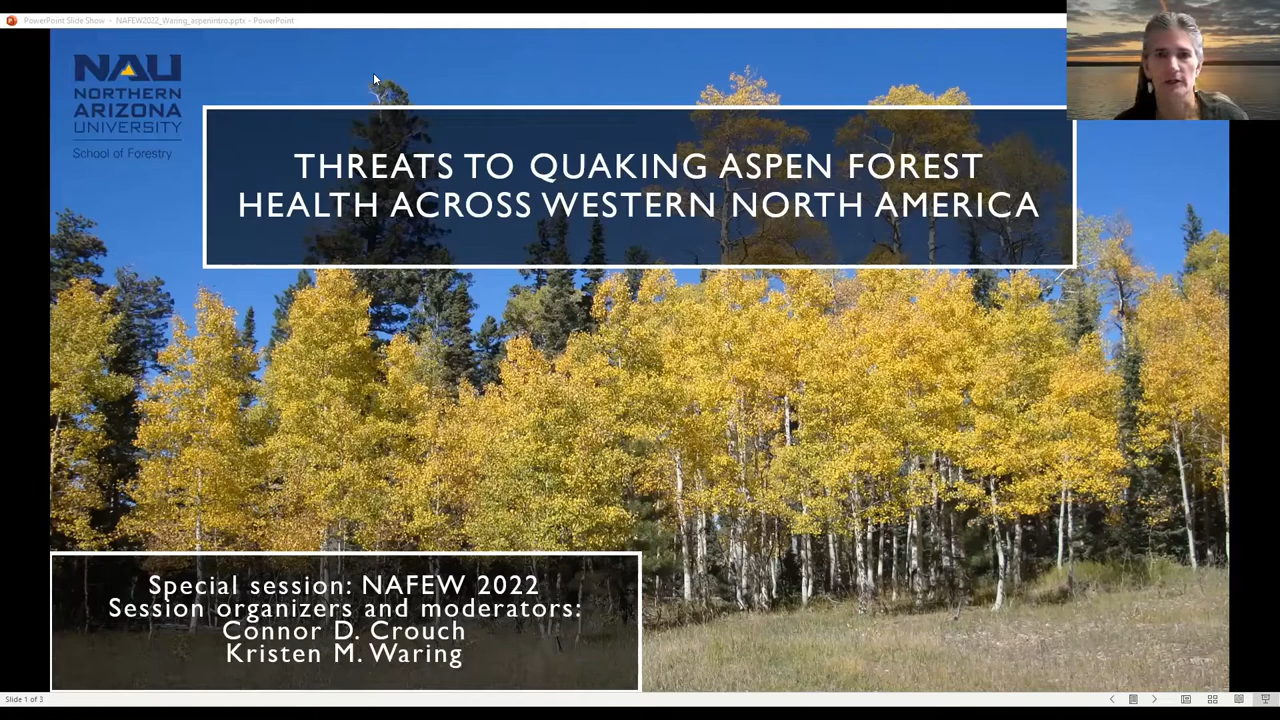 PowerPoint Slide Show - NAFEW2022_Waring_aspenintro.pptx - PowerPoint
NAU
NORTHERN
ARIZONA
UNIVERSITY
School of Forestry
THREATS TO QUAKING ASPEN FOREST
HEALTH ACROSS WESTERN NORTH AMERICA
Special session: NAFEW 2022
Session organizers and moderators:
Connor D. Crouch
Kristen M. Waring
Slide 1 of 3